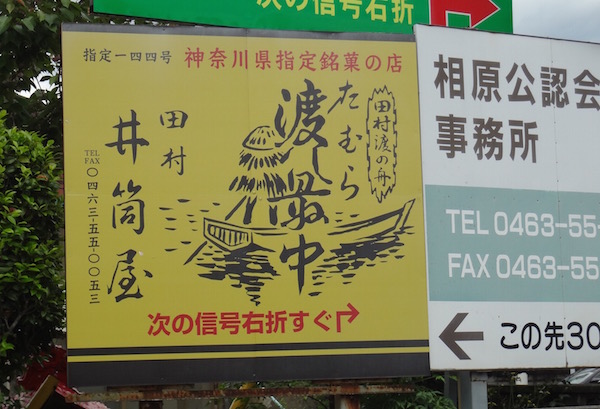 次の信号右折
指定一四四号
神奈川県指定銘菓の店
田村渡の舟
たむら
渡し最中
田村
井筒屋
TEL
FAX
〇四六三-五五-〇〇五三
次の信号右折すぐ
相原公認会
事務所
TEL 0463-55-
FAX 0463-55
この先30